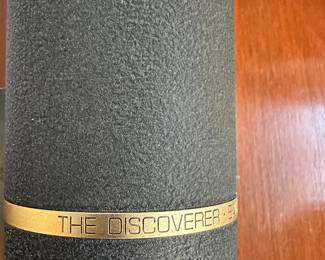 THE DISCOVERER ·